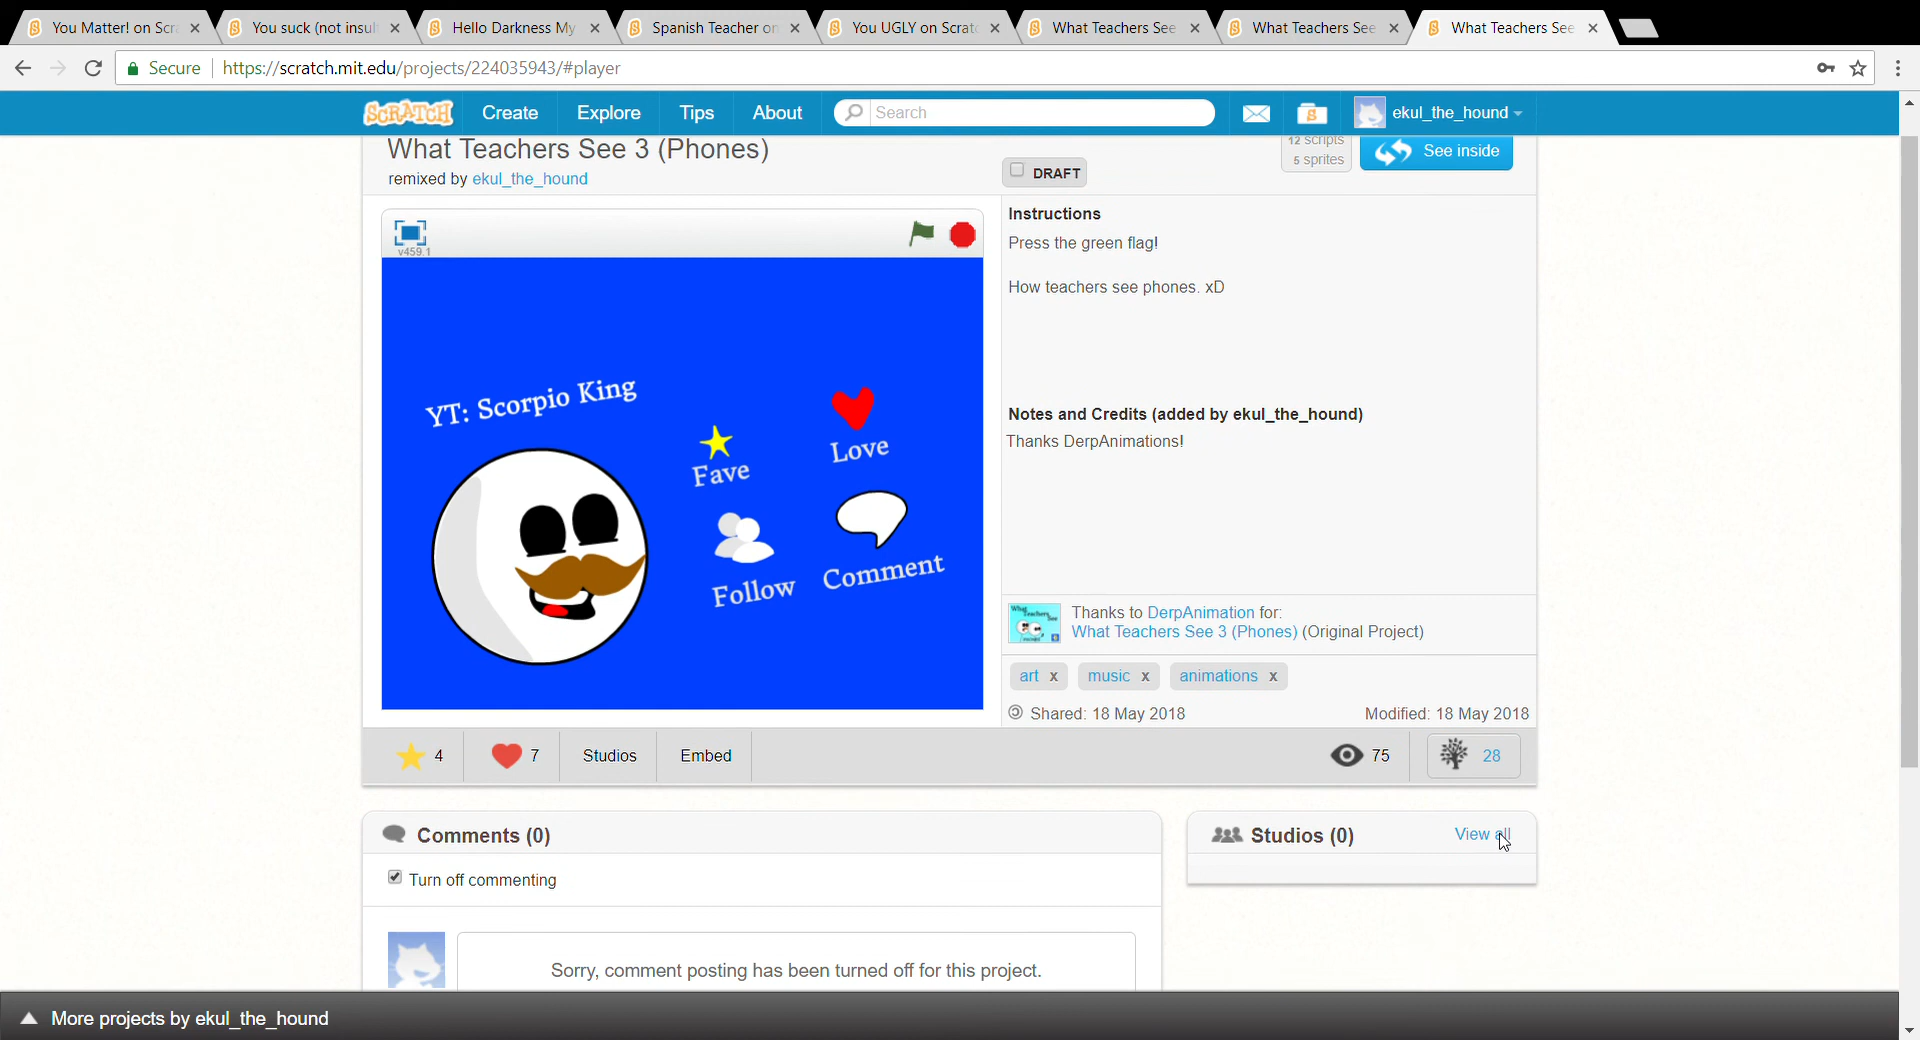 You Matter! on Scr
You suck (not insul
Hello Darkness My
Spanish Teacher on
You UGLY on Scratc
What Teachers See
What Teachers See
What Teachers See
Secure https://scratch.mit.edu/projects/224035943/#player
SCRATCH Create Explore Tips About Search ekul_the_hound
What Teachers See 3 (Phones)
12 scripts
5 sprites
See inside
remixed by ekul_the_hound
DRAFT
v459.1
YT: Scorpio King
Fave
Love
Follow
Comment
Instructions
Press the green flag!
How teachers see phones. xD
Notes and Credits (added by ekul_the_hound)
Thanks DerpAnimations!
What Teachers See
Thanks to DerpAnimation for:
What Teachers See 3 (Phones) (Original Project)
art x music x animations x
Shared: 18 May 2018 Modified: 18 May 2018
4 7 Studios Embed 75 28
Comments (0)
Turn off commenting
Sorry, comment posting has been turned off for this project.
Studios (0) View all
More projects by ekul_the_hound